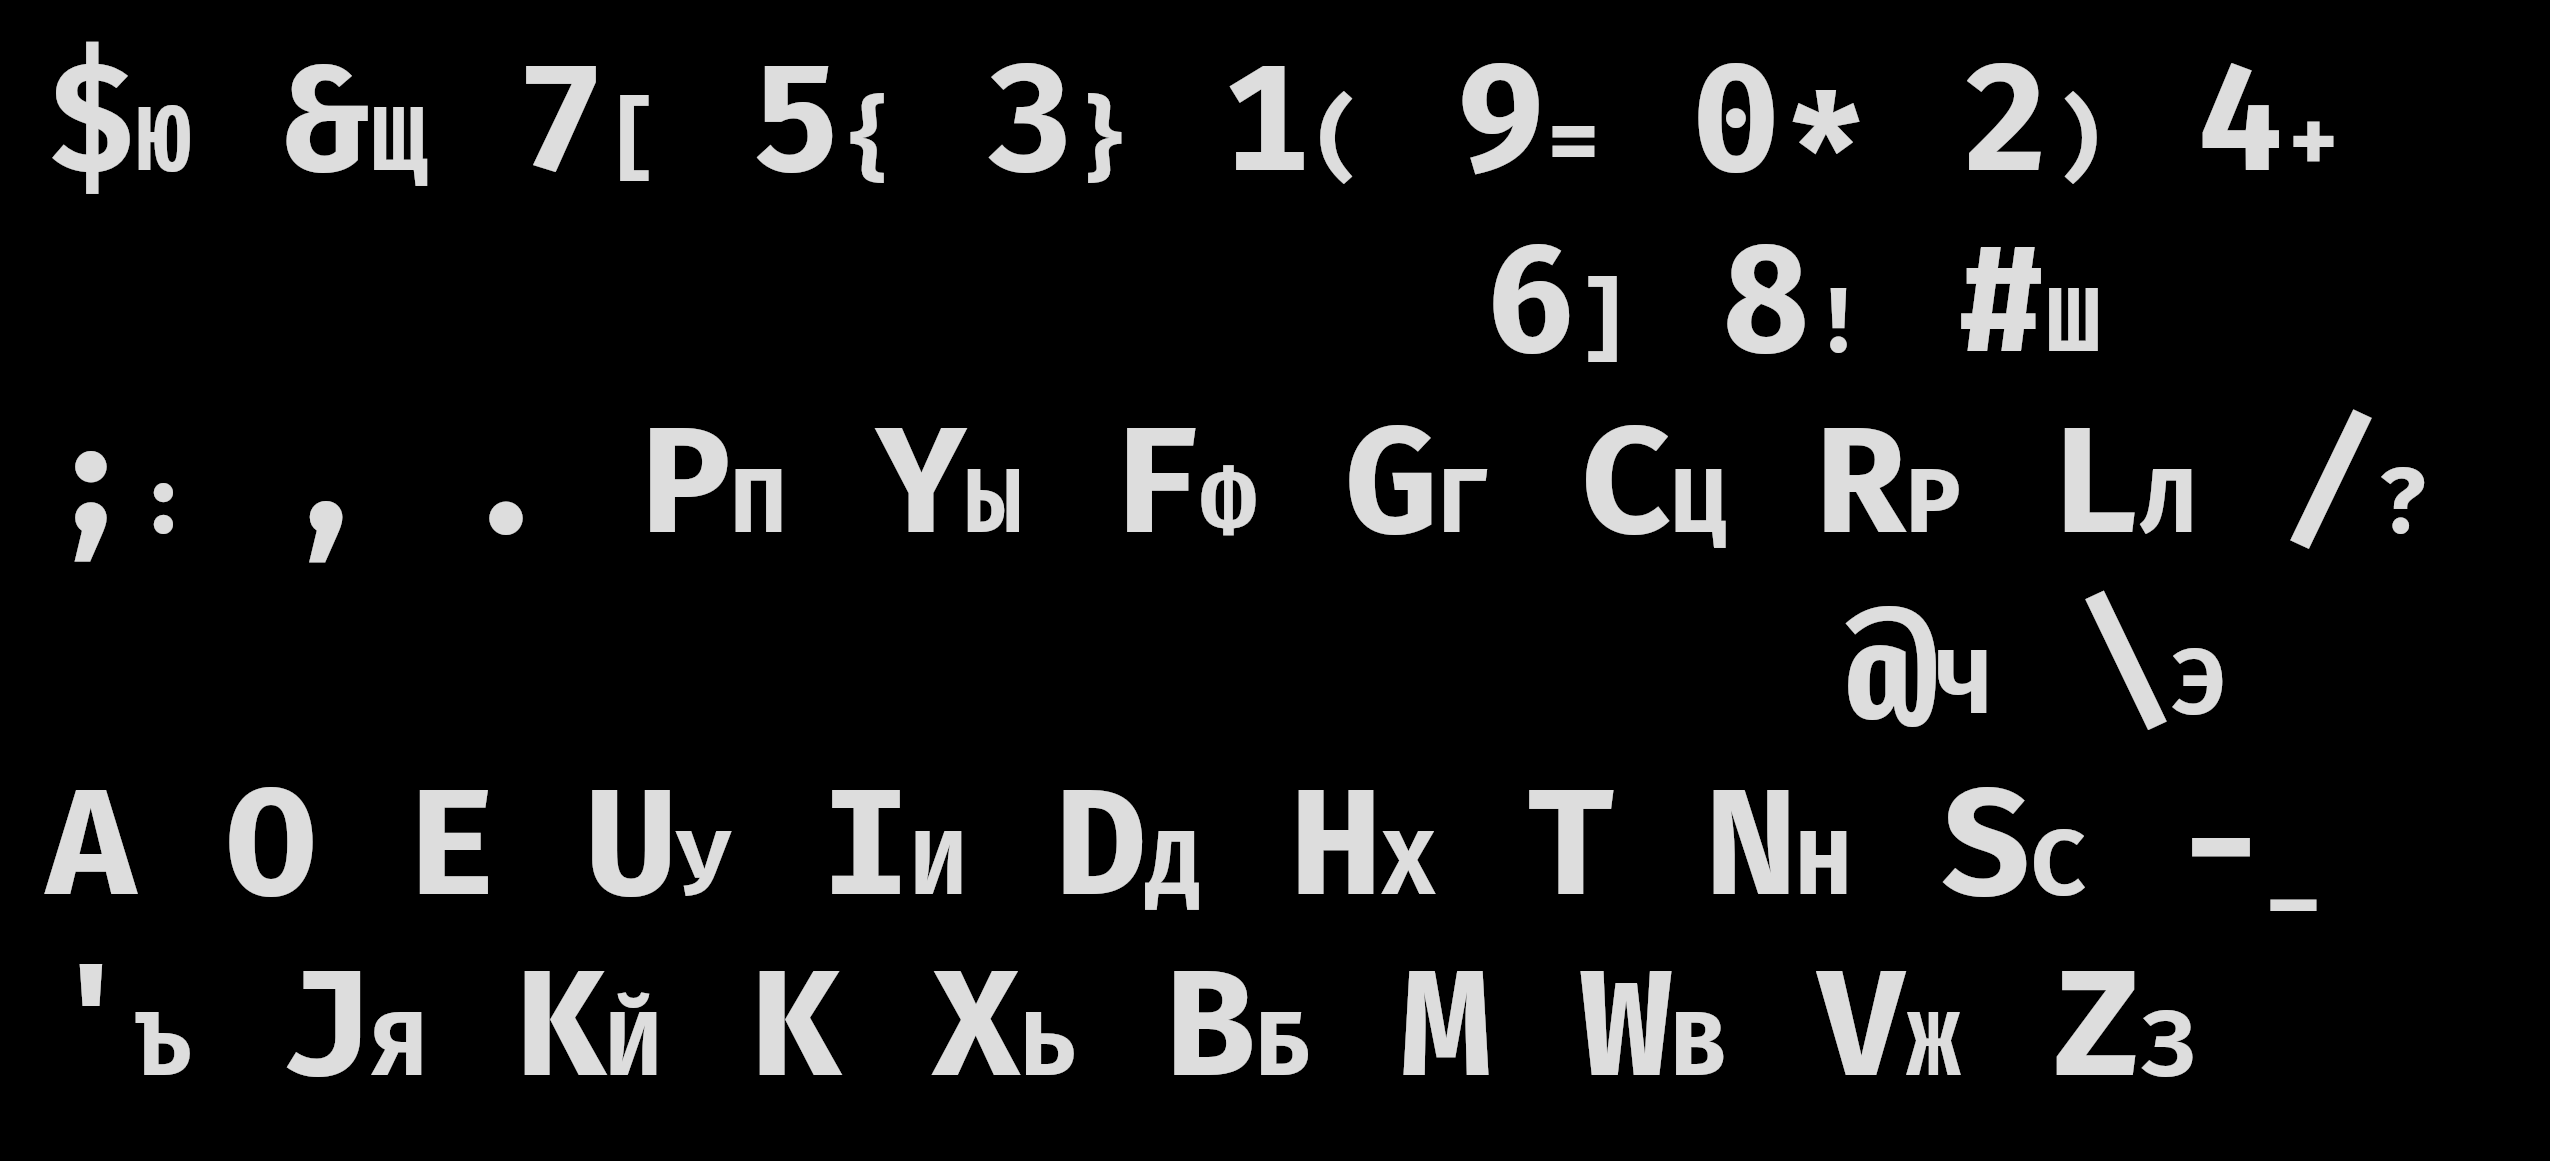 $Ю &Щ 7[ 5{ 3} 1( 9= 0* 2) 4+
6] 8! #Ш
;: , . PП YЫ FФ GГ CЦ RР LЛ /?
@Ч \Э
A O E UУ IИ DД HХ T NН SС -_
'Ъ JЯ KЙ K XЬ BБ M WВ VЖ ZЗ